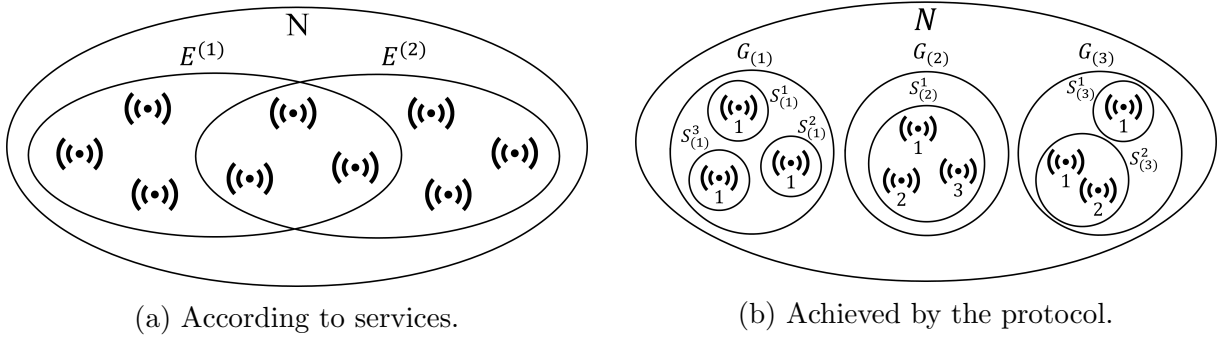 N
E^{(1)} E^{(2)}
(a) According to services.
N
G_{(1)} G_{(2)} G_{(3)}
S^1_{(1)} S^2_{(1)} S^3_{(1)}
1
1
1
S^1_{(2)}
1
2
3
S^1_{(3)} S^2_{(3)}
1
1
2
(b) Achieved by the protocol.